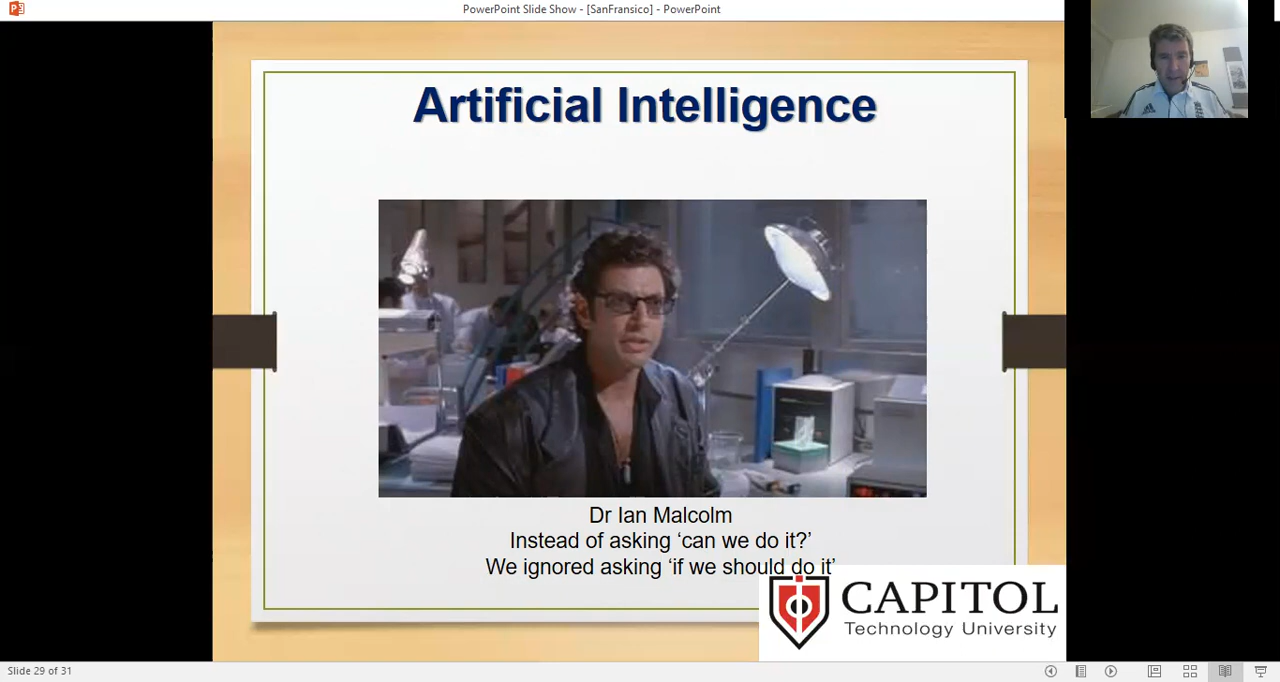 PowerPoint Slide Show - [SanFransico] - PowerPoint
Artificial Intelligence
Dr Ian Malcolm
Instead of asking ‘can we do it?’
We ignored asking ‘if we should do it’
CAPITOL
Technology University
Slide 29 of 31